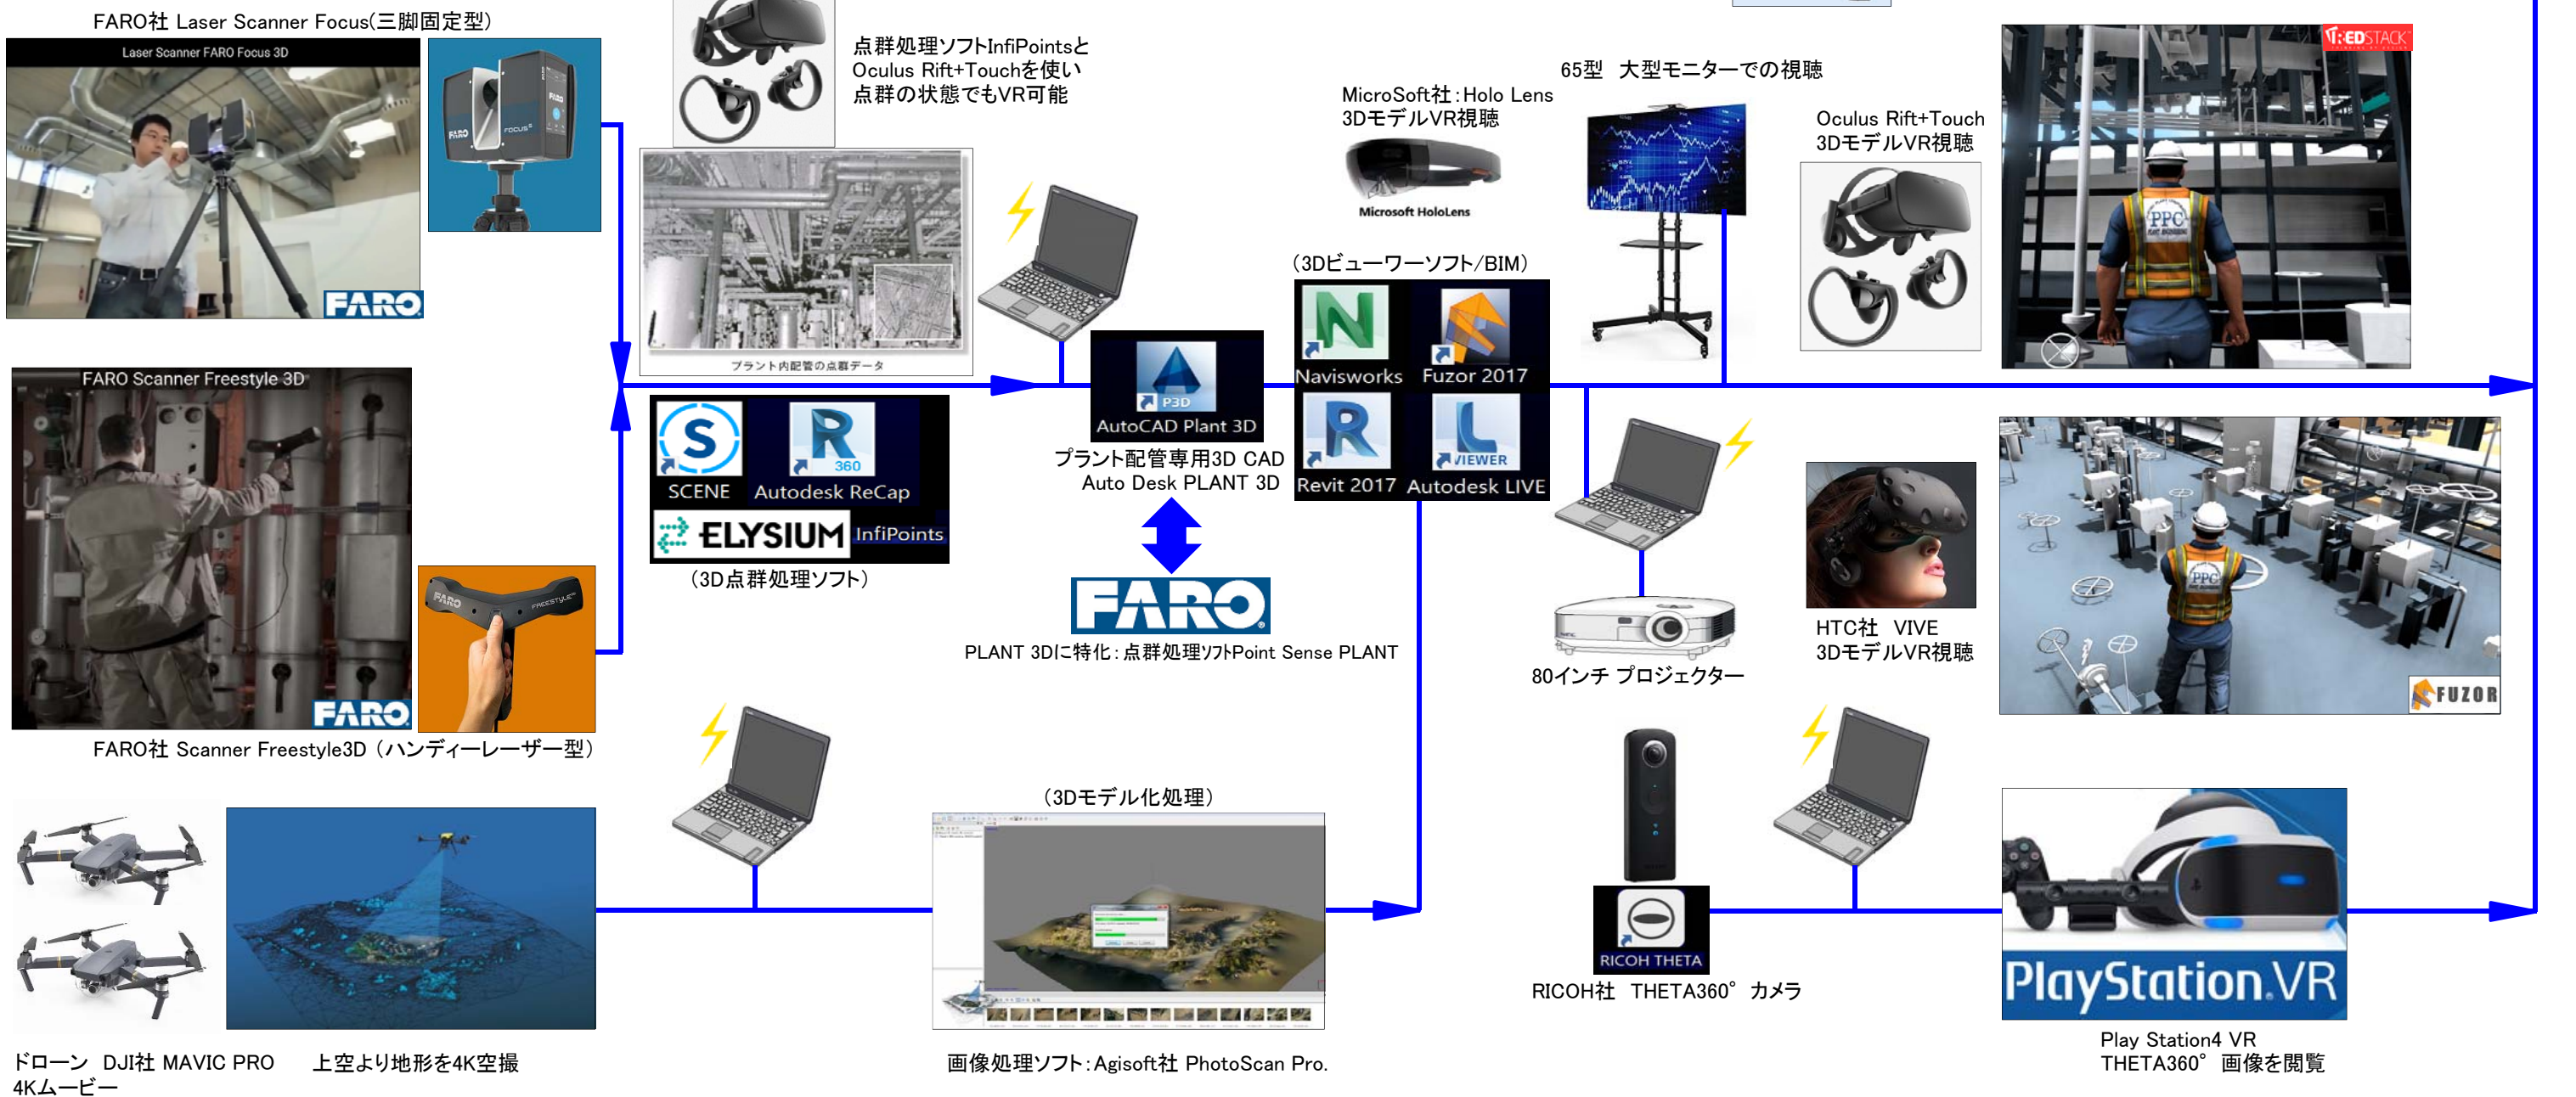 FARO社 Laser Scanner Focus(三脚固定型)
Laser Scanner FARO Focus 3D
FARO
FOCUS
FARO
点群処理ソフトInfiPointsと
Oculus Rift+Touchを使い
点群の状態でもVR可能
プラント内配管の点群データ
MicroSoft社：Holo Lens
3DモデルVR視聴
Microsoft HoloLens
65型　大型モニターでの視聴
Oculus Rift+Touch
3DモデルVR視聴
IREDSTACK
PPC
(3Dビューワーソフト/BIM)
Navisworks
Fuzor 2017
Revit 2017
VIEWER
Autodesk LIVE
P3D
AutoCAD Plant 3D
プラント配管専用3D CAD
Auto Desk PLANT 3D
FARO
PLANT 3Dに特化：点群処理ソフトPoint Sense PLANT
SCENE
360
Autodesk ReCap
ELYSIUM
InfiPoints
(3D点群処理ソフト)
FARO Scanner Freestyle 3D
FARO
FREESTYLE
FARO
FARO社 Scanner Freestyle3D (ハンディーレーザー型)
80インチ プロジェクター
HTC社　VIVE
3DモデルVR視聴
PPC
FUZOR
ドローン　DJI社 MAVIC PRO
4Kムービー
上空より地形を4K空撮
(3Dモデル化処理)
画像処理ソフト：Agisoft社 PhotoScan Pro.
RICOH THETA
RICOH社　THETA360°カメラ
PlayStation.VR
Play Station4 VR
THETA360°画像を閲覧